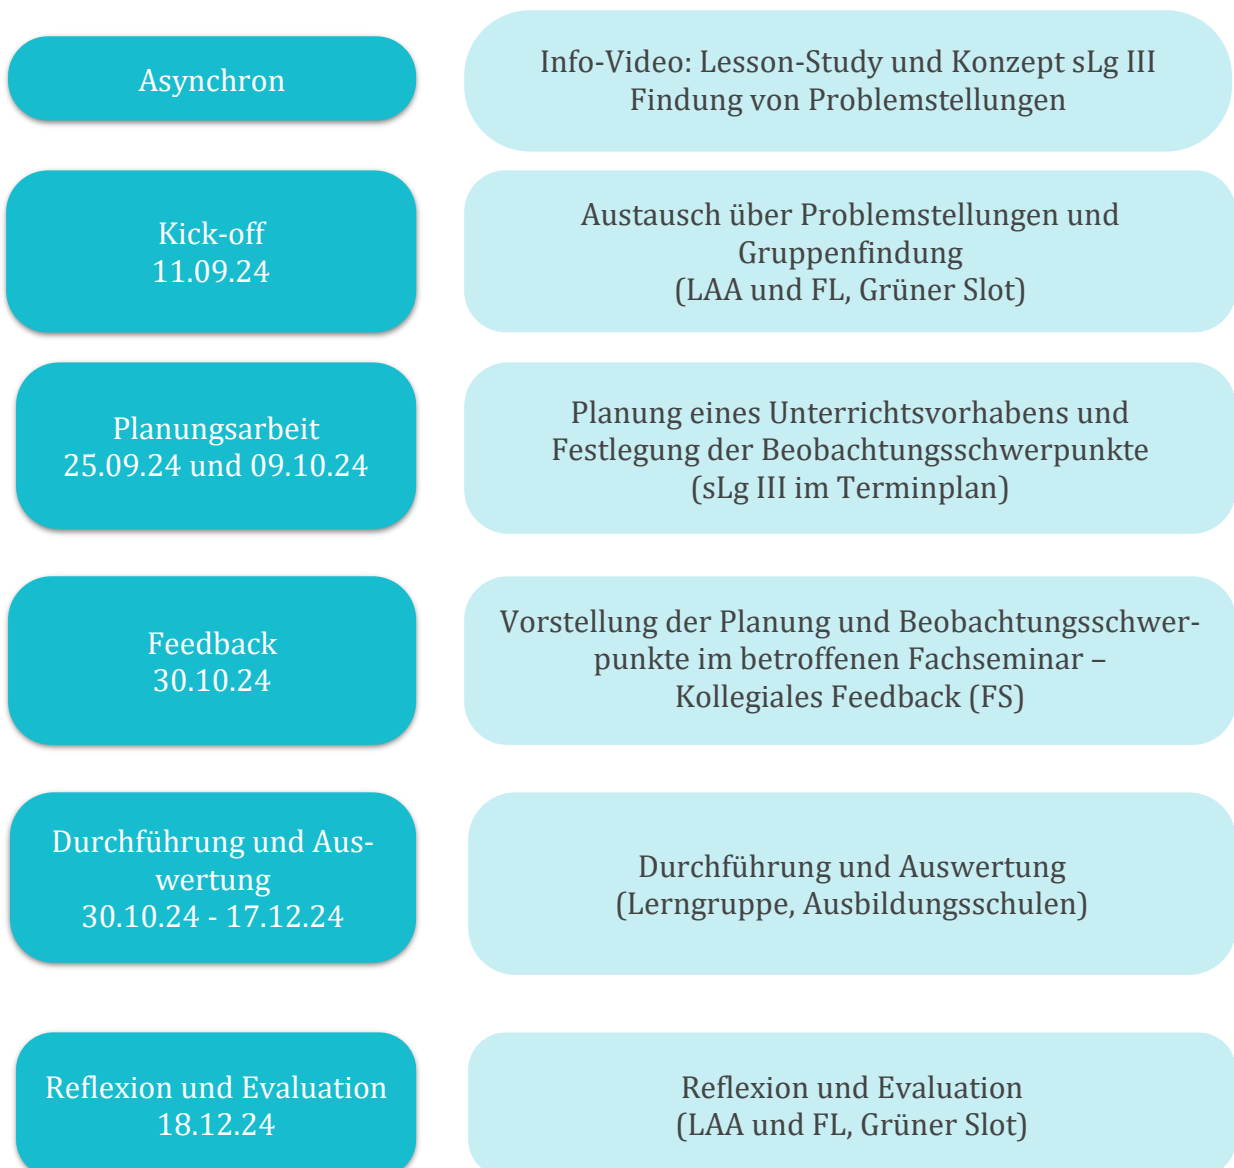 Asynchron
Info-Video: Lesson-Study und Konzept sLg III
Findung von Problemstellungen
Kick-off
11.09.24
Austausch über Problemstellungen und
Gruppenfindung
(LAA und FL, Grüner Slot)
Planungsarbeit
25.09.24 und 09.10.24
Planung eines Unterrichtsvorhabens und
Festlegung der Beobachtungsschwerpunkte
(sLg III im Terminplan)
Feedback
30.10.24
Vorstellung der Planung und Beobachtungsschwer-
punkte im betroffenen Fachseminar –
Kollegiales Feedback (FS)
Durchführung und Aus-
wertung
30.10.24 - 17.12.24
Durchführung und Auswertung
(Lerngruppe, Ausbildungsschulen)
Reflexion und Evaluation
18.12.24
Reflexion und Evaluation
(LAA und FL, Grüner Slot)